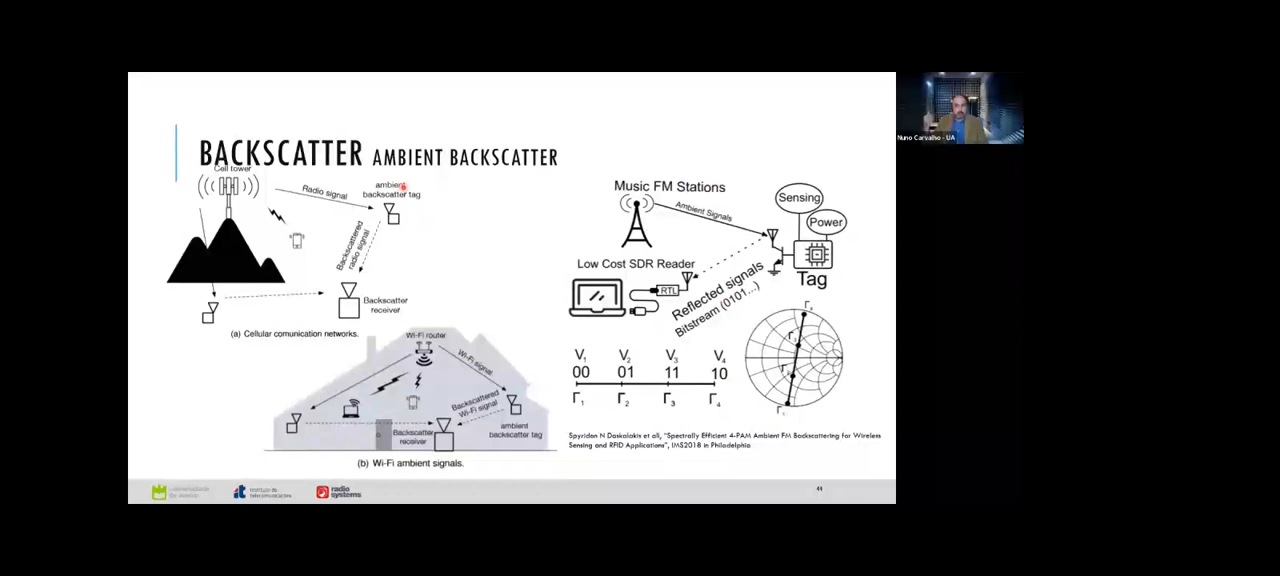 BACKSCATTER AMBIENT BACKSCATTER
Cell tower
Radio signal
ambient
backscatter tag
Backscattered
radio signal
Backscatter
receiver
(a) Cellular comunication networks.
Wi-Fi router
Wi-Fi signal
Backscattered
Wi-Fi signal
Backscatter
receiver
ambient
backscatter tag
(b) Wi-Fi ambient signals.
Music FM Stations
Ambient Signals
Sensing
Power
Tag
Low Cost SDR Reader
RTL
Reflected signals
Bitstream (0101...)
V1 V2 V3 V4
00 01 11 10
Γ1 Γ2 Γ3 Γ4
Spyridon N Daskalakis et all, "Spectrally Efficient 4-PAM Ambient FM Backscattering for Wireless
Sensing and RFID Applications", IMS2018 in Philadelphia
instituto de
telecomunicações
radio
systems
44
Nuno Carvalho - UA